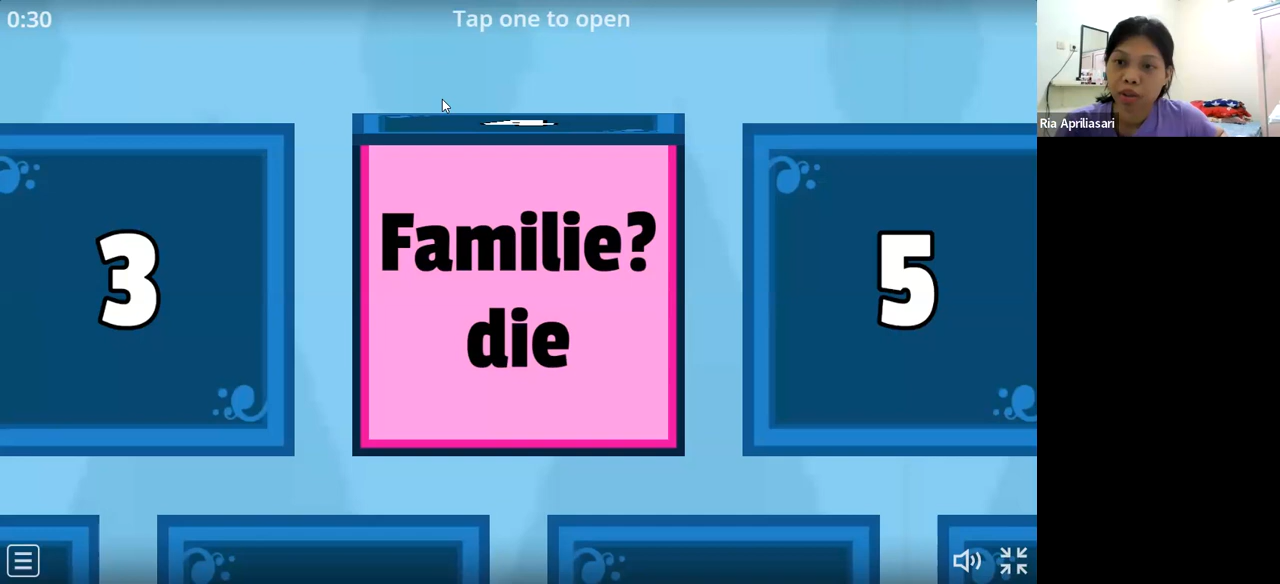 0:30
Tap one to open
Ria Apriliasari
3
Familie?
die
5